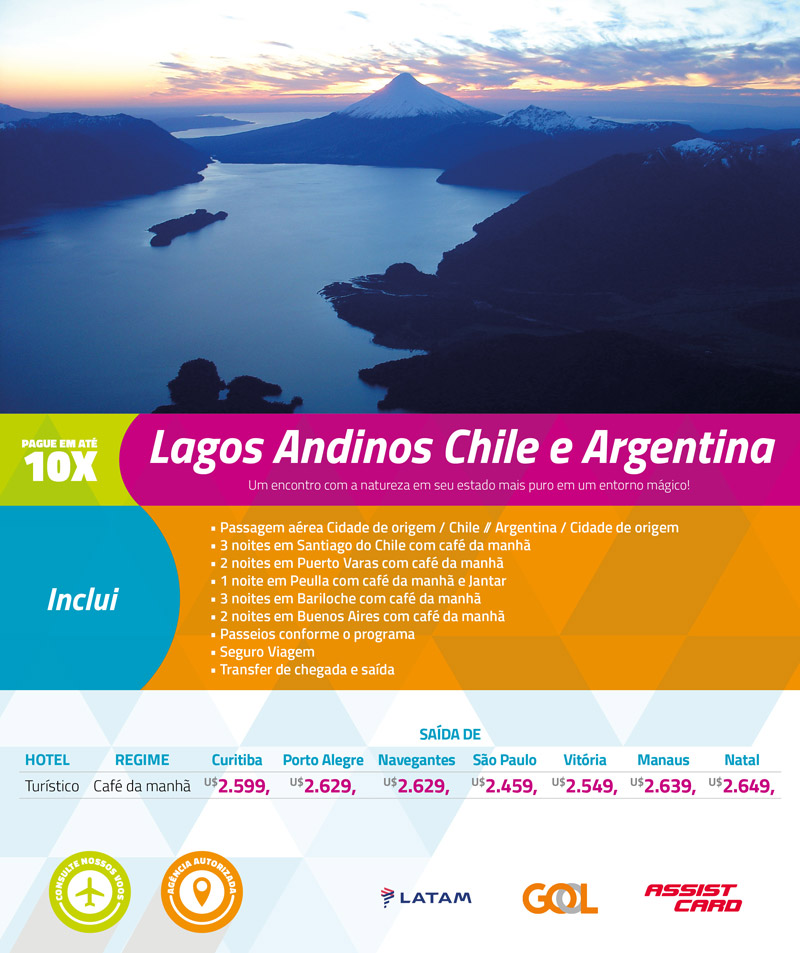 PAGUE EM ATÉ
10X
Lagos Andinos Chile e Argentina
Um encontro com a natureza em seu estado mais puro em um entorno mágico!
Inclui
• Passagem aérea Cidade de origem / Chile // Argentina / Cidade de origem
• 3 noites em Santiago do Chile com café da manhã
• 2 noites em Puerto Varas com café da manhã
• 1 noite em Peulla com café da manhã e Jantar
• 3 noites em Bariloche com café da manhã
• 2 noites em Buenos Aires com café da manhã
• Passeios conforme o programa
• Seguro Viagem
• Transfer de chegada e saída
SAÍDA DE
HOTEL REGIME Curitiba Porto Alegre Navegantes São Paulo Vitória Manaus Natal
Turístico Café da manhã U$2.599, U$2.629, U$2.629, U$2.459, U$2.549, U$2.639, U$2.649,
CONSULTE NOSSOS VOOS
AGÊNCIA AUTORIZADA
LATAM
GOL
ASSIST
CARD